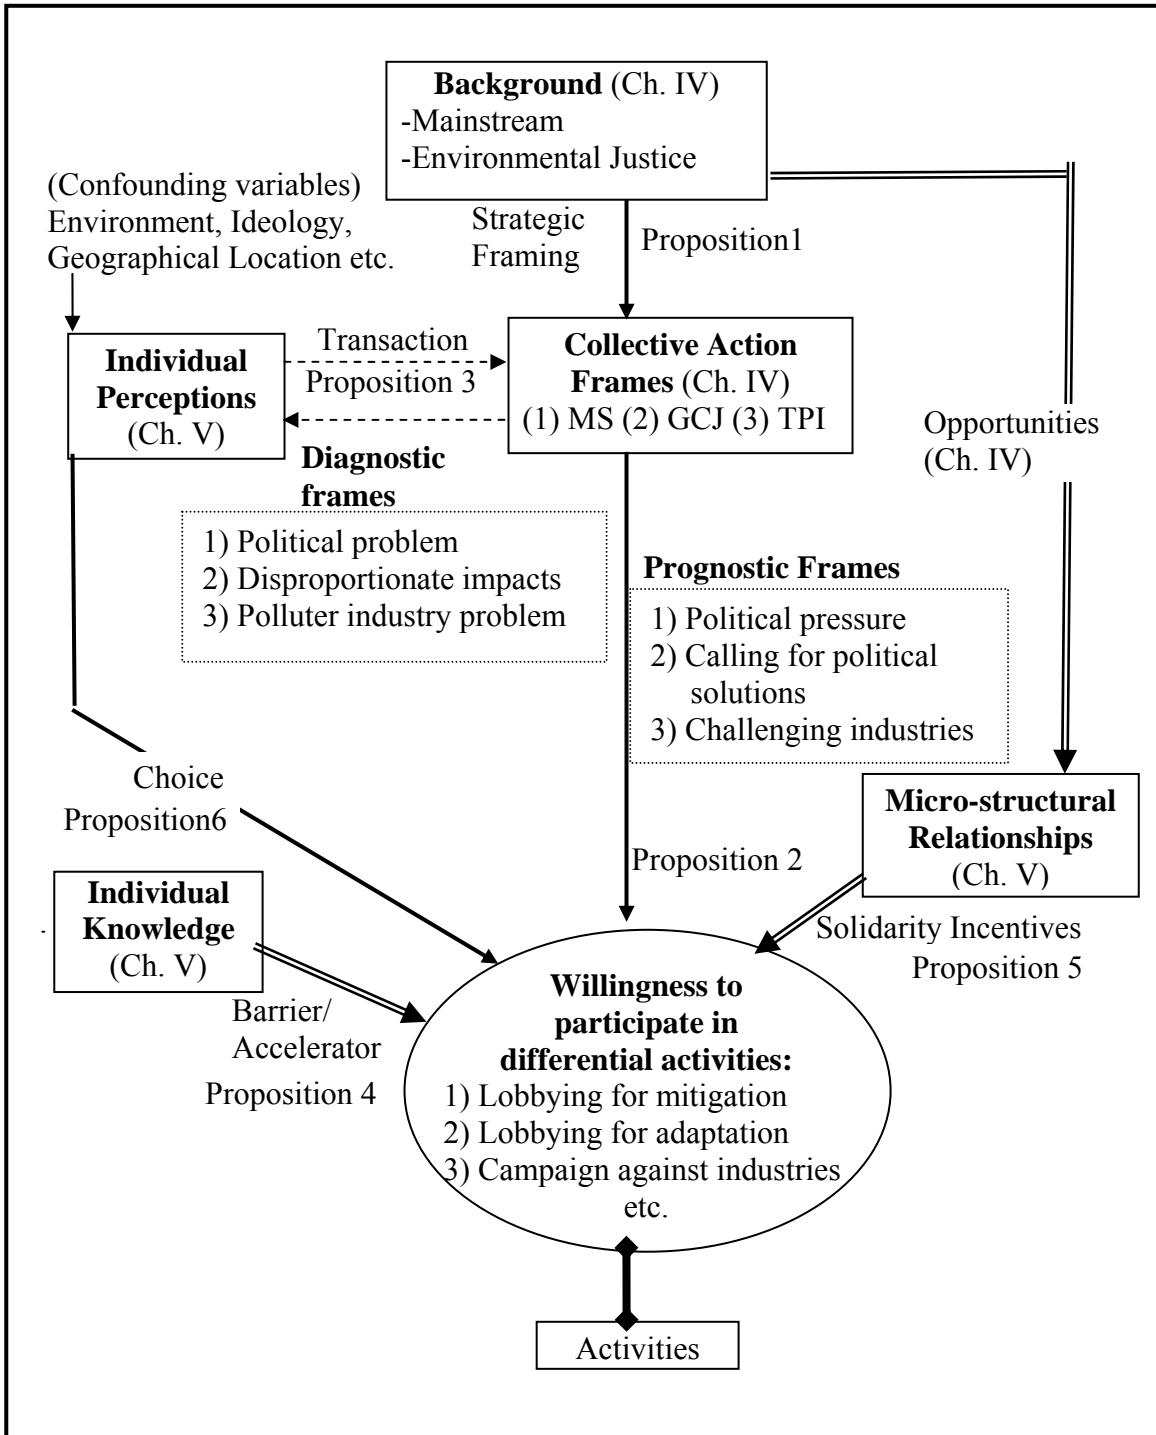 Background (Ch. IV)
-Mainstream
-Environmental Justice
(Confounding variables)
Environment, Ideology,
Geographical Location etc.
Strategic
Framing
Proposition1
Individual
Perceptions
(Ch. V)
Transaction
Proposition 3
Collective Action
Frames (Ch. IV)
(1) MS (2) GCJ (3) TPI
Opportunities
(Ch. IV)
Diagnostic
frames
1) Political problem
2) Disproportionate impacts
3) Polluter industry problem
Prognostic Frames
1) Political pressure
2) Calling for political
solutions
3) Challenging industries
Choice
Proposition6
Micro-structural
Relationships
(Ch. V)
Proposition 2
Individual
Knowledge
(Ch. V)
Solidarity Incentives
Proposition 5
Barrier/
Accelerator
Proposition 4
Willingness to
participate in
differential activities:
1) Lobbying for mitigation
2) Lobbying for adaptation
3) Campaign against industries
etc.
Activities